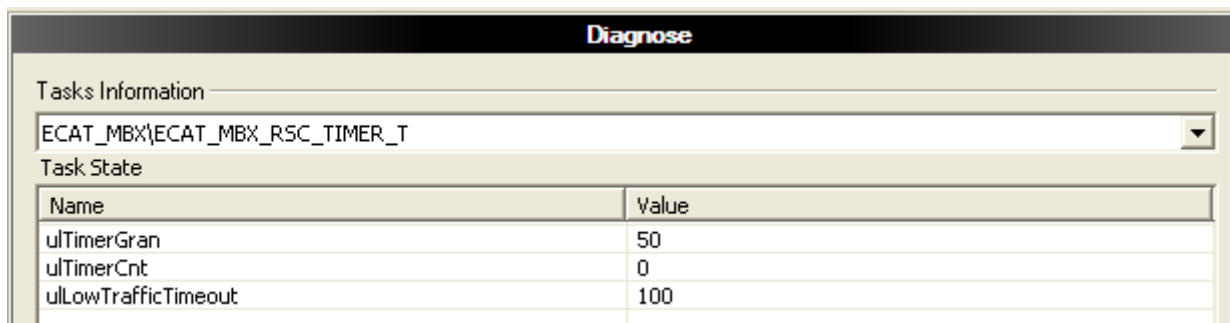 Diagnose
Tasks Information
ECAT_MBX\ECAT_MBX_RSC_TIMER_T
Task State
Name Value
ulTimerGran 50
ulTimerCnt 0
ulLowTrafficTimeout 100